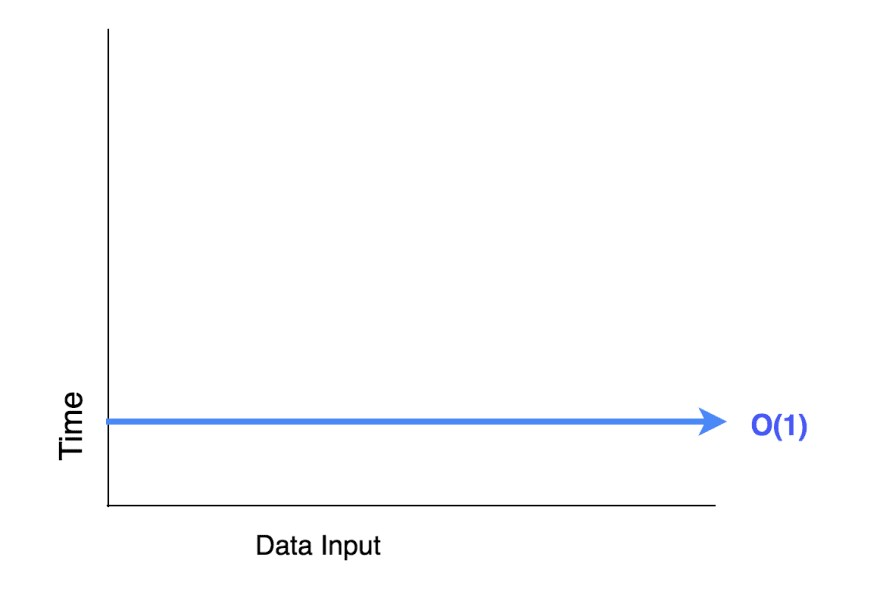 Time
O(1)
Data Input